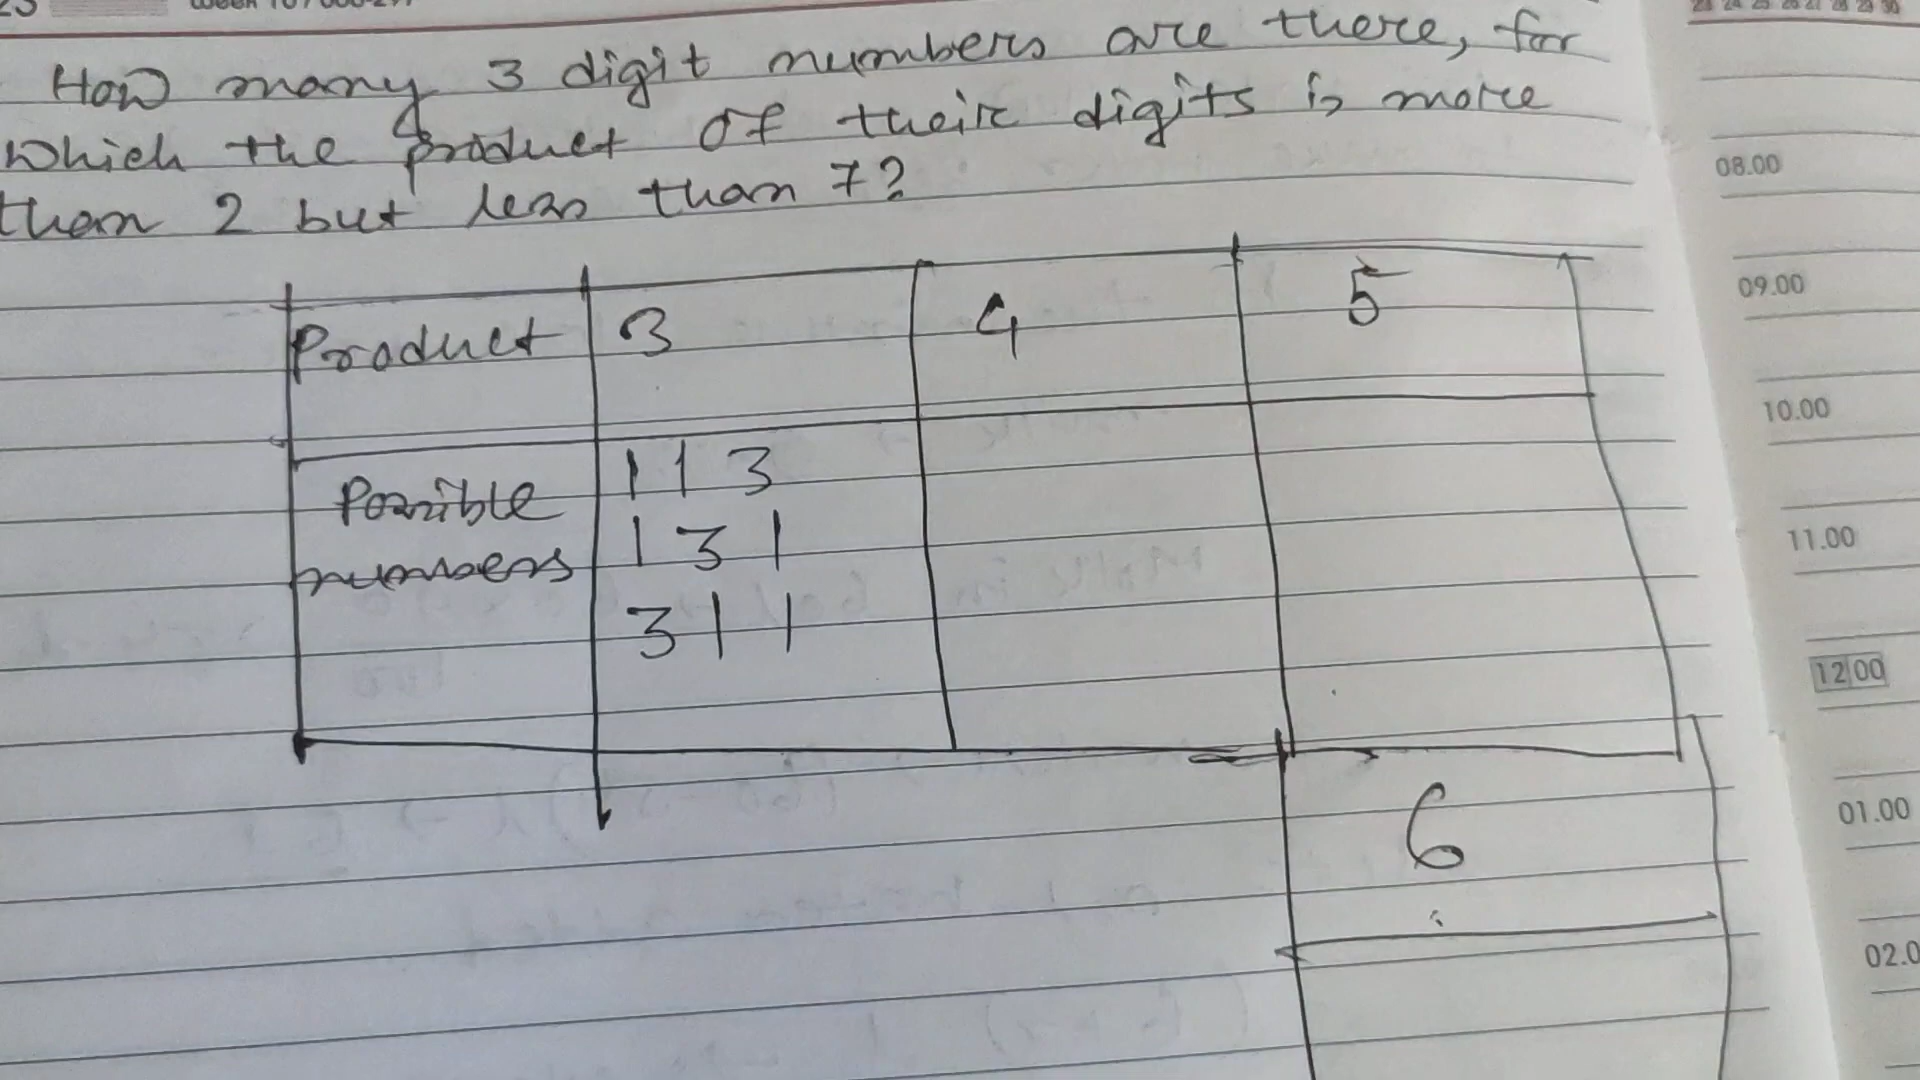 How many 3 digit numbers are there, for
which the product of their digits is more
than 2 but less than 7?
Product 3 4 5
Possible numbers
113
131
311
6
08.00
09.00
10.00
11.00
12 00
01.00
02.0